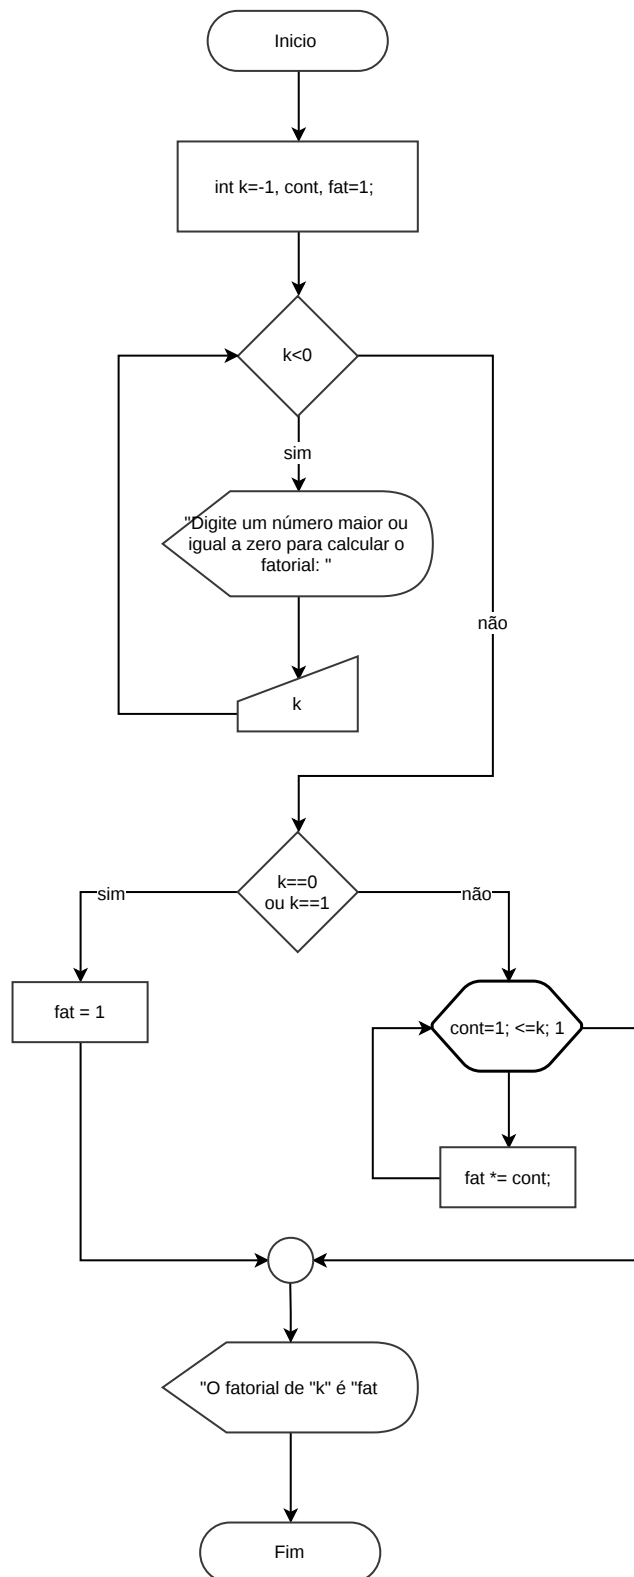 Inicio
int k=-1, cont, fat=1;
k<0
sim
"Digite um número maior ou
igual a zero para calcular o
fatorial: "
não
k
k==0
ou k==1
sim
não
fat = 1
cont=1; <=k; 1
fat *= cont;
"O fatorial de "k" é "fat
Fim